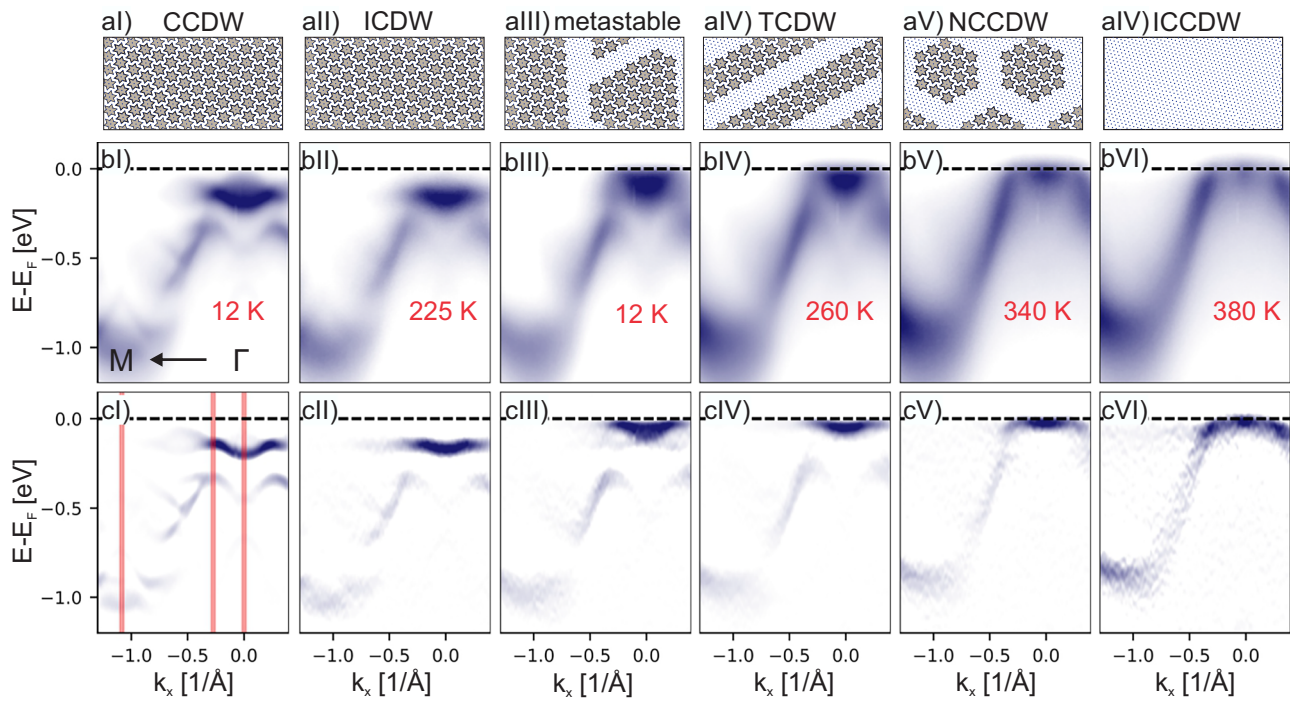 aI) CCDW aII) ICDW aIII) metastable aIV) TCDW aV) NCCDW aIV) ICCDW
bI) bII) bIII) bIV) bV) bVI)
0.0
−0.5
−1.0
E-E_F [eV]
12 K 225 K 12 K 260 K 340 K 380 K
M ← Γ
cI) cII) cIII) cIV) cV) cVI)
0.0
−0.5
−1.0
E-E_F [eV]
−1.0 −0.5 0.0 −1.0 −0.5 0.0 −1.0 −0.5 0.0 −1.0 −0.5 0.0 −1.0 −0.5 0.0 −1.0 −0.5 0.0
k_x [1/Å] k_x [1/Å] k_x [1/Å] k_x [1/Å] k_x [1/Å] k_x [1/Å]